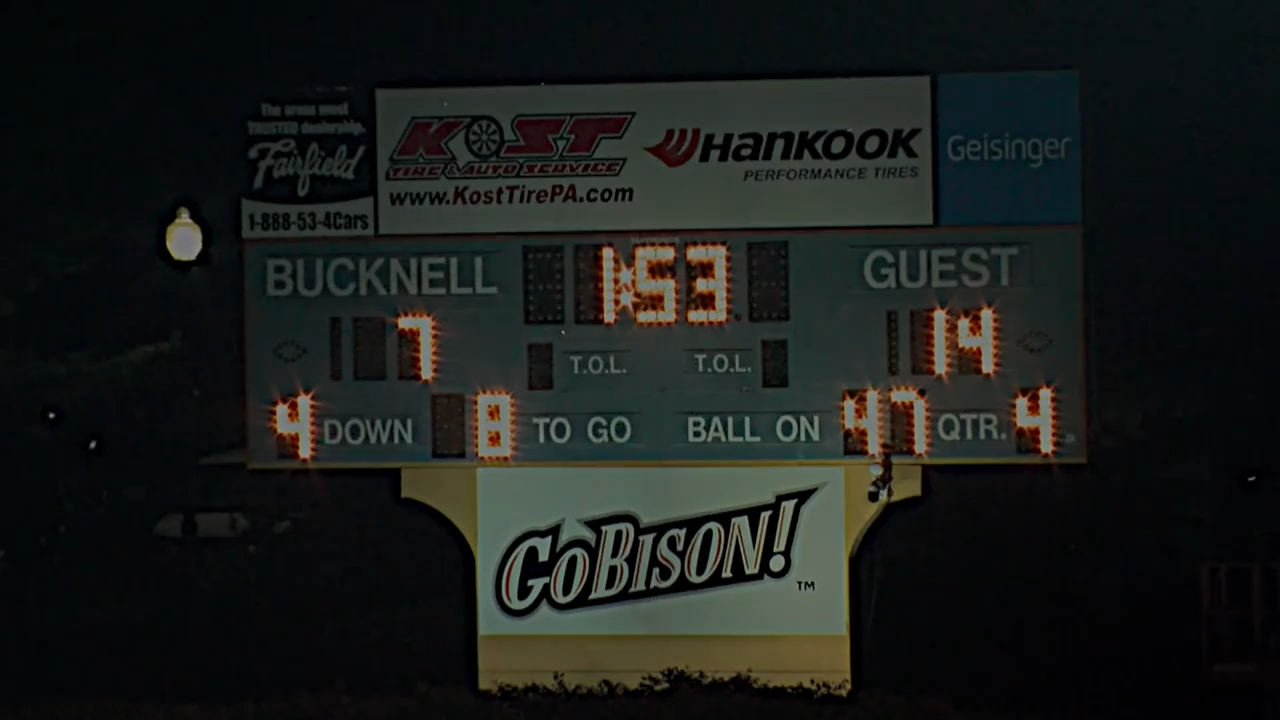 The areas most
TRUSTED dealership.
Fairfield
1-888-53-4Cars
KOST
TIRE & AUTO SERVICE
www.KostTirePA.com
HANKOOK
PERFORMANCE TIRES
Geisinger
BUCKNELL 1:53 GUEST
7 T.O.L. T.O.L. 14
4 DOWN 8 TO GO BALL ON 47 QTR. 4
GOBISON!
TM